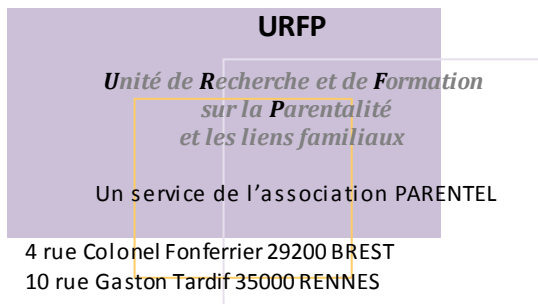 URFP
Unité de Recherche et de Formation
sur la Parentalité
et les liens familiaux
Un service de l'association PARENTEL
4 rue Colonel Fonferrier 29200 BREST
10 rue Gaston Tardif 35000 RENNES